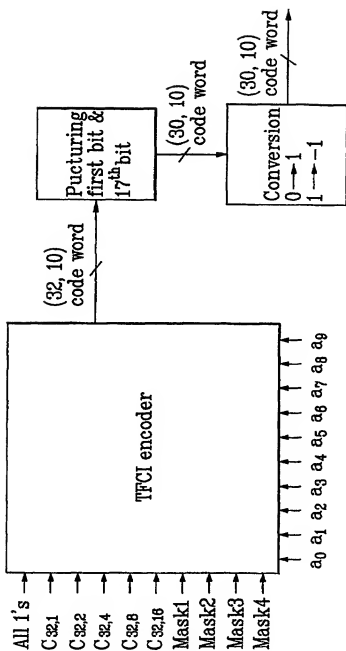 All 1's
C32,1
C32,2
C32,4
C32,8
C32,16
Mask1
Mask2
Mask3
Mask4
TFCI encoder
a0 a1 a2 a3 a4 a5 a6 a7 a8 a9
(32, 10)
code word
Pucturing
first bit &
17th bit
(30, 10)
code word
Conversion
0 → 1
1 → -1
(30, 10)
code word